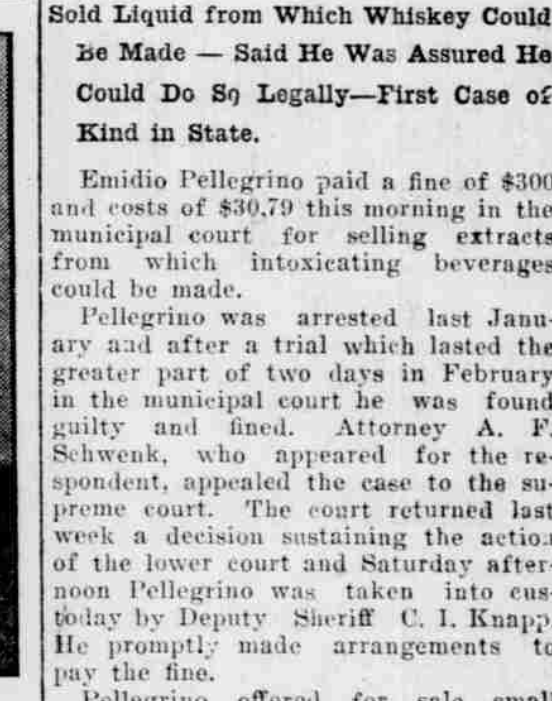 Sold Liquid from Which Whiskey Could
Be Made — Said He Was Assured He
Could Do So Legally—First Case of
Kind in State.
Emidio Pellegrino paid a fine of $300
and costs of $30.79 this morning in the
municipal court for selling extracts
from which intoxicating beverages
could be made.
Pellegrino was arrested last Janu-
ary and after a trial which lasted the
greater part of two days in February
in the municipal court he was found
guilty and fined. Attorney A. F.
Schwenk, who appeared for the re-
spondent, appealed the case to the su-
preme court. The court returned last
week a decision sustaining the action
of the lower court and Saturday after-
noon Pellegrino was taken into cus-
today by Deputy Sheriff C. I. Knapp.
He promptly made arrangements to
pay the fine.
Pellegrino offered for sale small